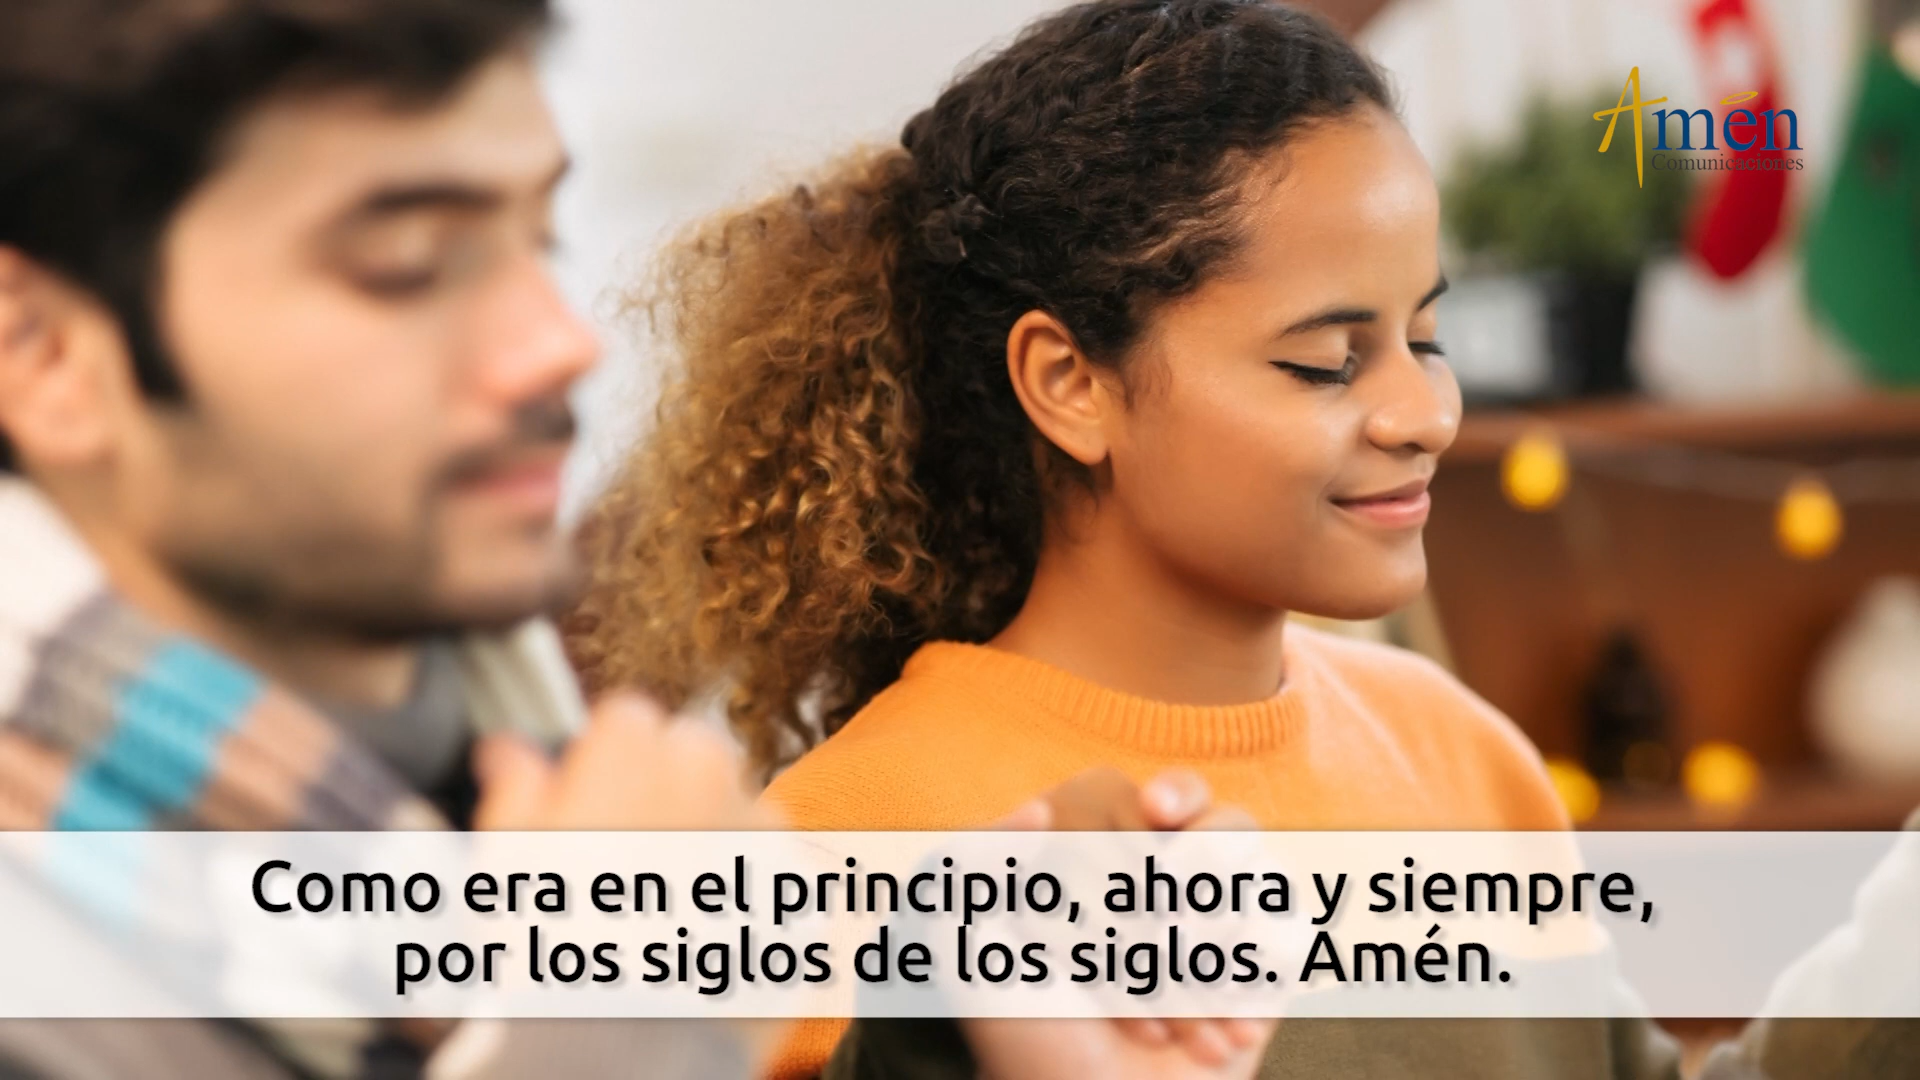 Amén
Comunicaciones
Como era en el principio, ahora y siempre,
por los siglos de los siglos. Amén.